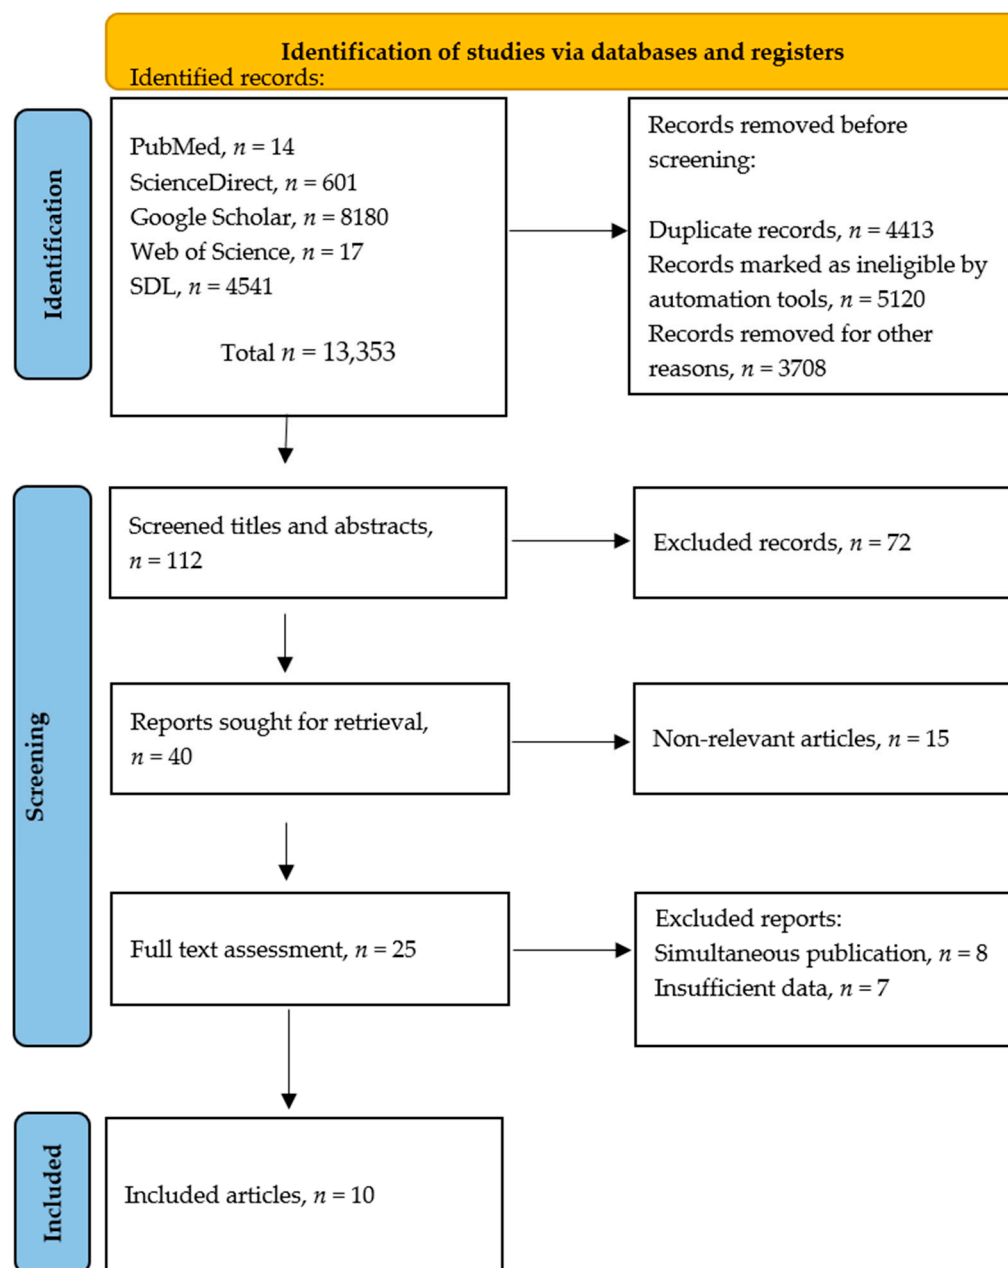 Identification of studies via databases and registers
Identification
Identified records:
PubMed, n = 14
ScienceDirect, n = 601
Google Scholar, n = 8180
Web of Science, n = 17
SDL, n = 4541
Total n = 13,353
Records removed before
screening:
Duplicate records, n = 4413
Records marked as ineligible by
automation tools, n = 5120
Records removed for other
reasons, n = 3708
Screening
Screened titles and abstracts,
n = 112
Excluded records, n = 72
Reports sought for retrieval,
n = 40
Non-relevant articles, n = 15
Full text assessment, n = 25
Excluded reports:
Simultaneous publication, n = 8
Insufficient data, n = 7
Included
Included articles, n = 10